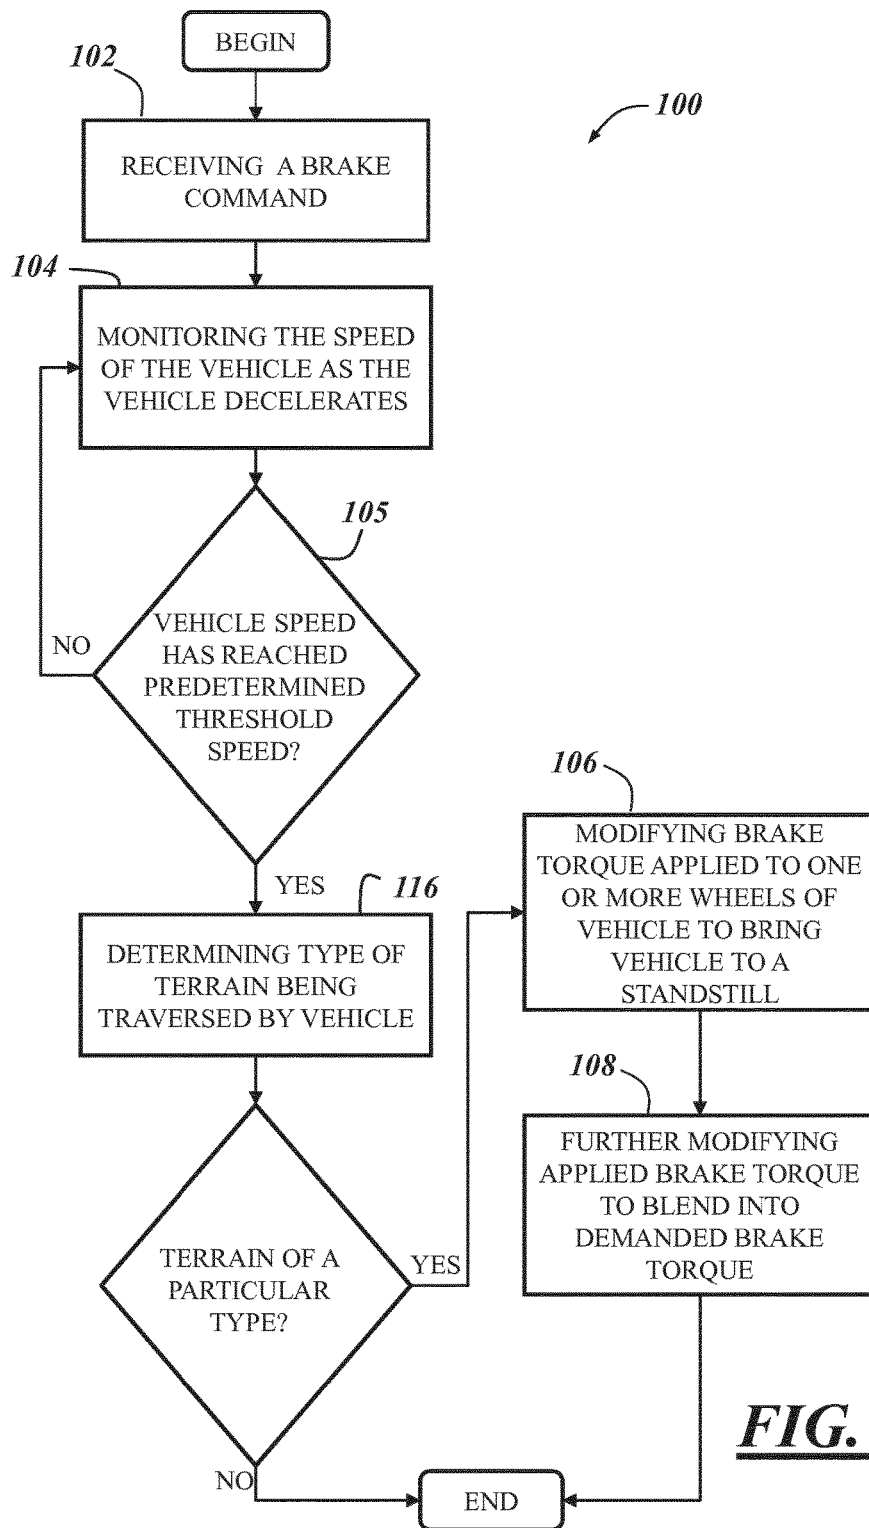 BEGIN
102
100
RECEIVING A BRAKE
COMMAND
104
MONITORING THE SPEED
OF THE VEHICLE AS THE
VEHICLE DECELERATES
105
VEHICLE SPEED
HAS REACHED
PREDETERMINED
THRESHOLD
SPEED?
NO
YES
116
DETERMINING TYPE OF
TERRAIN BEING
TRAVERSED BY VEHICLE
TERRAIN OF A
PARTICULAR
TYPE?
YES
NO
106
MODIFYING BRAKE
TORQUE APPLIED TO ONE
OR MORE WHEELS OF
VEHICLE TO BRING
VEHICLE TO A
STANDSTILL
108
FURTHER MODIFYING
APPLIED BRAKE TORQUE
TO BLEND INTO
DEMANDED BRAKE
TORQUE
END
FIG.